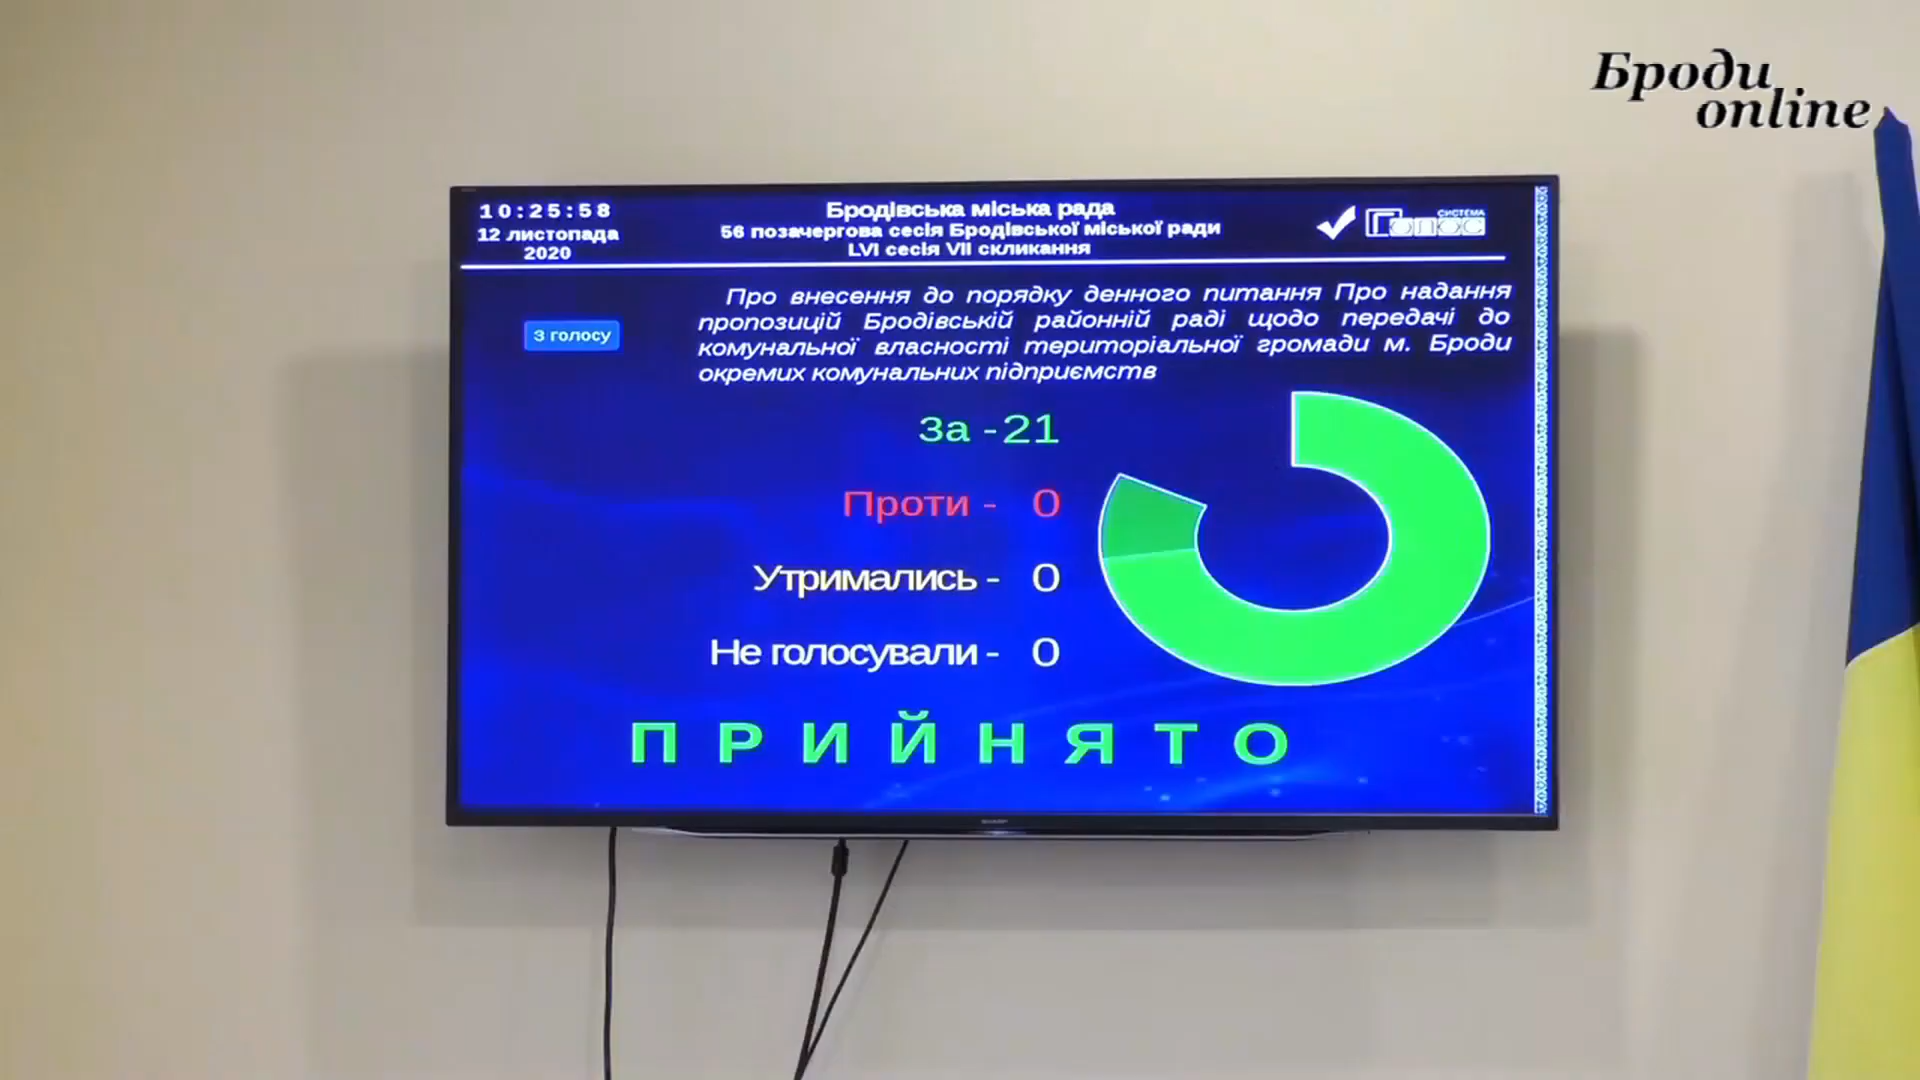 Броди
online
10:25:58
12 листопада
2020
Бродівська міська рада
56 позачергова сесія Бродівської міської ради
LVI сесія VII скликання
СИСТЕМА
Голос
З голосу
Про внесення до порядку денного питання Про надання
пропозицій Бродівській районній раді щодо передачі до
комунальної власності територіальної громади м. Броди
окремих комунальних підприємств
За - 21
Проти - 0
Утримались - 0
Не голосували - 0
ПРИЙНЯТО